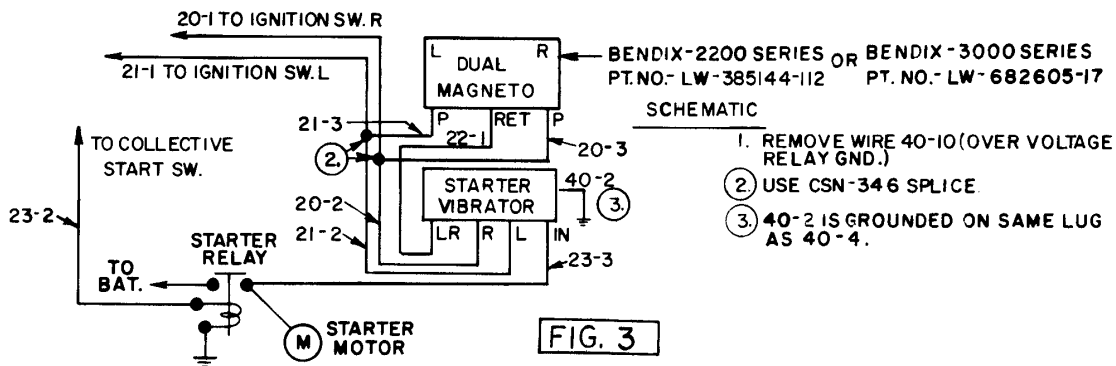 20-1 TO IGNITION SW. R
21-1 TO IGNITION SW. L
L
R
DUAL
MAGNETO
BENDIX-2200 SERIES OR BENDIX-3000 SERIES
PT. NO.- LW-385144-112
PT. NO.- LW-682605-17
SCHEMATIC
P
RET
P
21-3
22-1
20-3
2.
TO COLLECTIVE
START SW.
1. REMOVE WIRE 40-10 (OVER VOLTAGE
RELAY GND.)
2. USE CSN-346 SPLICE
3. 40-2 IS GROUNDED ON SAME LUG
AS 40-4.
STARTER
VIBRATOR
40-2
3.
23-2
20-2
21-2
LR
R
L
IN
23-3
STARTER
RELAY
TO
BAT.
M
STARTER
MOTOR
FIG. 3